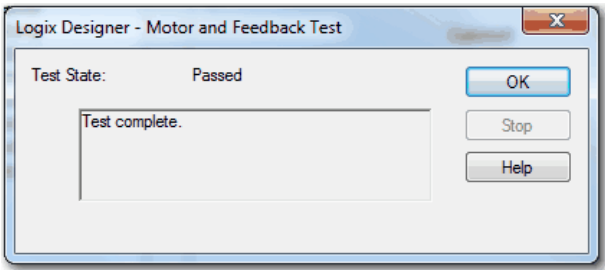 Logix Designer - Motor and Feedback Test
Test State: Passed
OK
Test complete.
Stop
Help